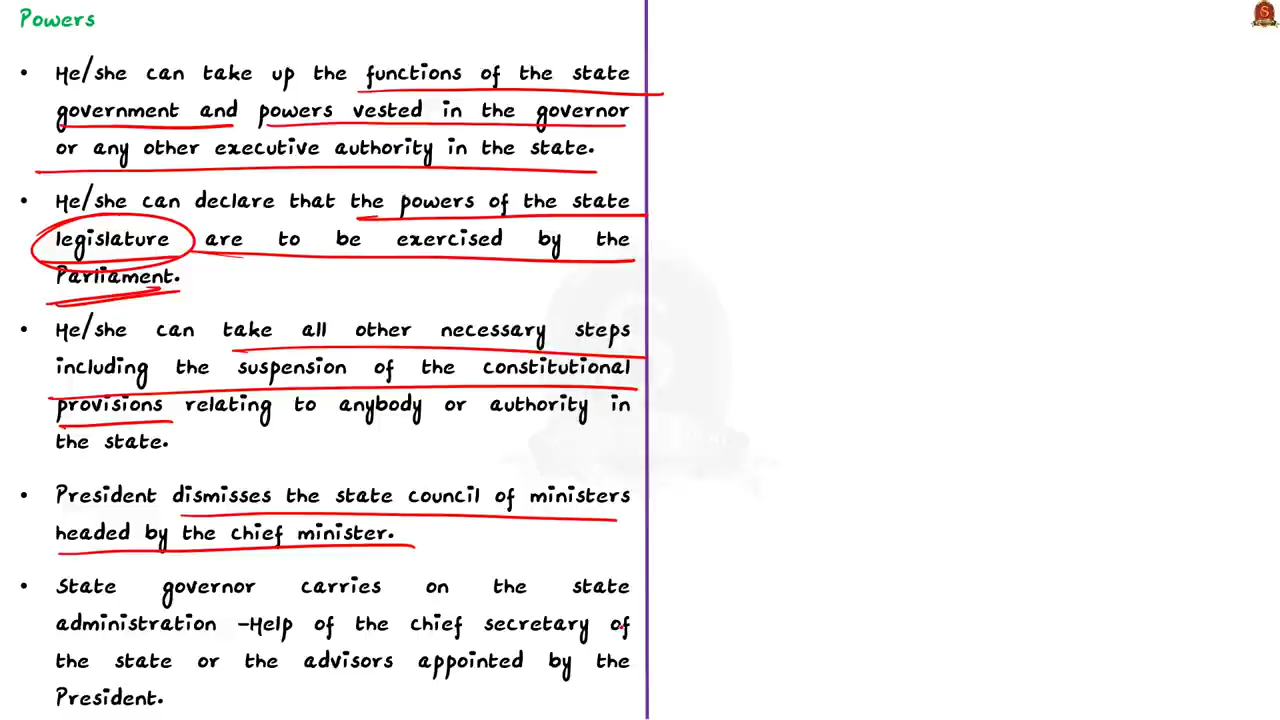 Powers
• He/she can take up the functions of the state
government and powers vested in the governor
or any other executive authority in the state.
• He/she can declare that the powers of the state
legislature are to be exercised by the
Parliament.
• He/she can take all other necessary steps
including the suspension of the constitutional
provisions relating to anybody or authority in
the state.
• President dismisses the state council of ministers
headed by the chief minister.
• State governor carries on the state
administration -Help of the chief secretary of
the state or the advisors appointed by the
President.